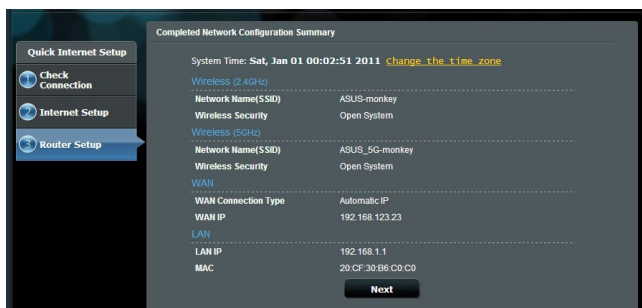 Completed Network Configuration Summary
Quick Internet Setup
1 Check Connection
2 Internet Setup
3 Router Setup
System Time: Sat, Jan 01 00:02:51 2011 Change the time zone
Wireless (2.4GHz)
Network Name(SSID) ASUS-monkey
Wireless Security Open System
Wireless (5GHz)
Network Name(SSID) ASUS_5G-monkey
Wireless Security Open System
WAN
WAN Connection Type Automatic IP
WAN IP 192.168.123.23
LAN
LAN IP 192.168.1.1
MAC 20:CF:30:B6:C0:C0
Next